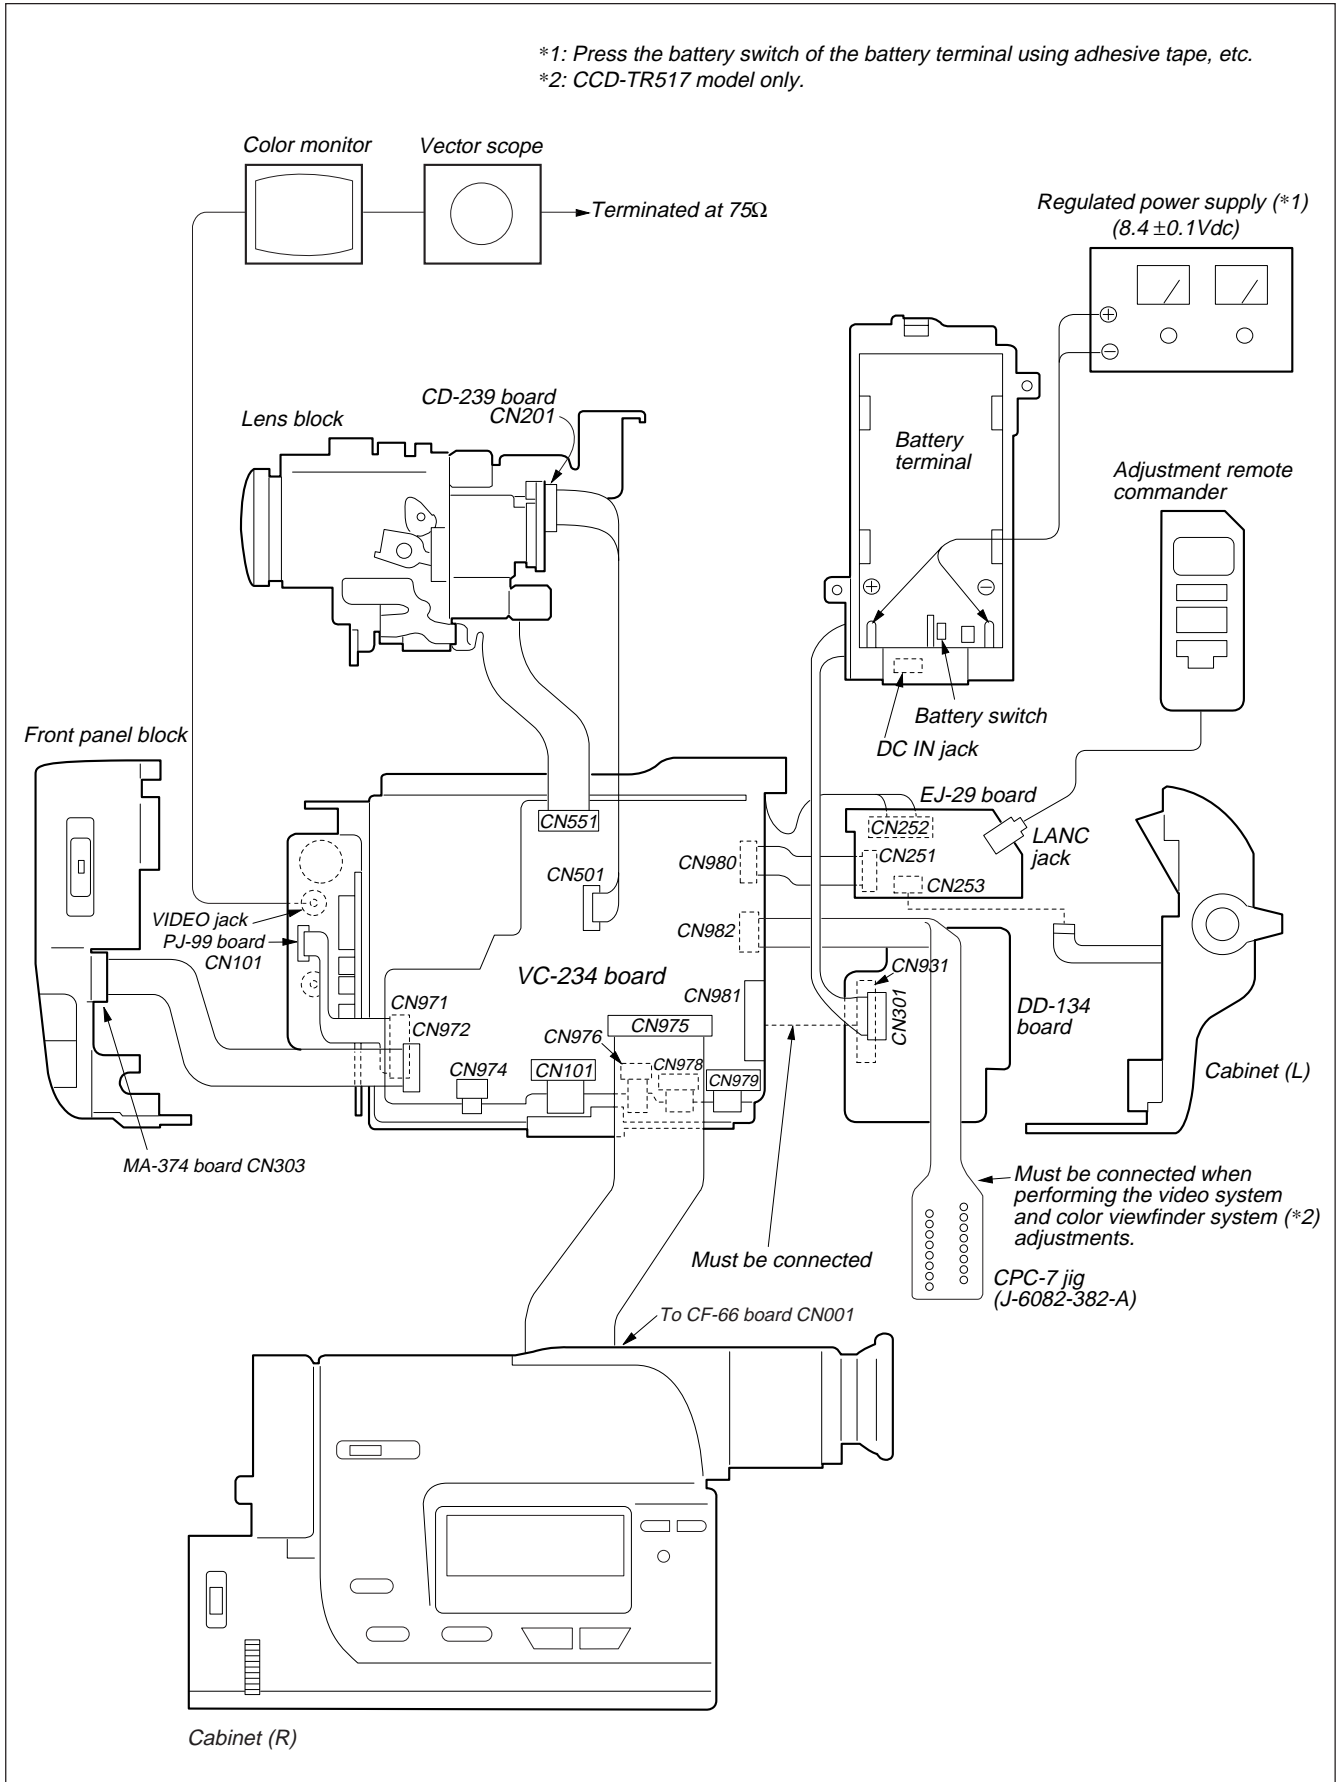 *1: Press the battery switch of the battery terminal using adhesive tape, etc.
*2: CCD-TR517 model only.
Color monitor
Vector scope
Terminated at 75Ω
Regulated power supply (*1)
(8.4 ±0.1Vdc)
⊕
⊖
CD-239 board
CN201
Lens block
Battery
terminal
⊕
⊖
Adjustment remote
commander
Battery switch
DC IN jack
Front panel block
EJ-29 board
CN252
LANC
jack
CN551
CN980
CN251
CN253
CN501
VIDEO jack
PJ-99 board
CN101
CN982
VC-234 board
CN931
CN981
CN971
CN972
CN301
DD-134
board
CN976
CN975
CN974
CN101
CN978
CN979
Cabinet (L)
MA-374 board CN303
Must be connected when
performing the video system
and color viewfinder system (*2)
adjustments.
Must be connected
CPC-7 jig
(J-6082-382-A)
To CF-66 board CN001
Cabinet (R)